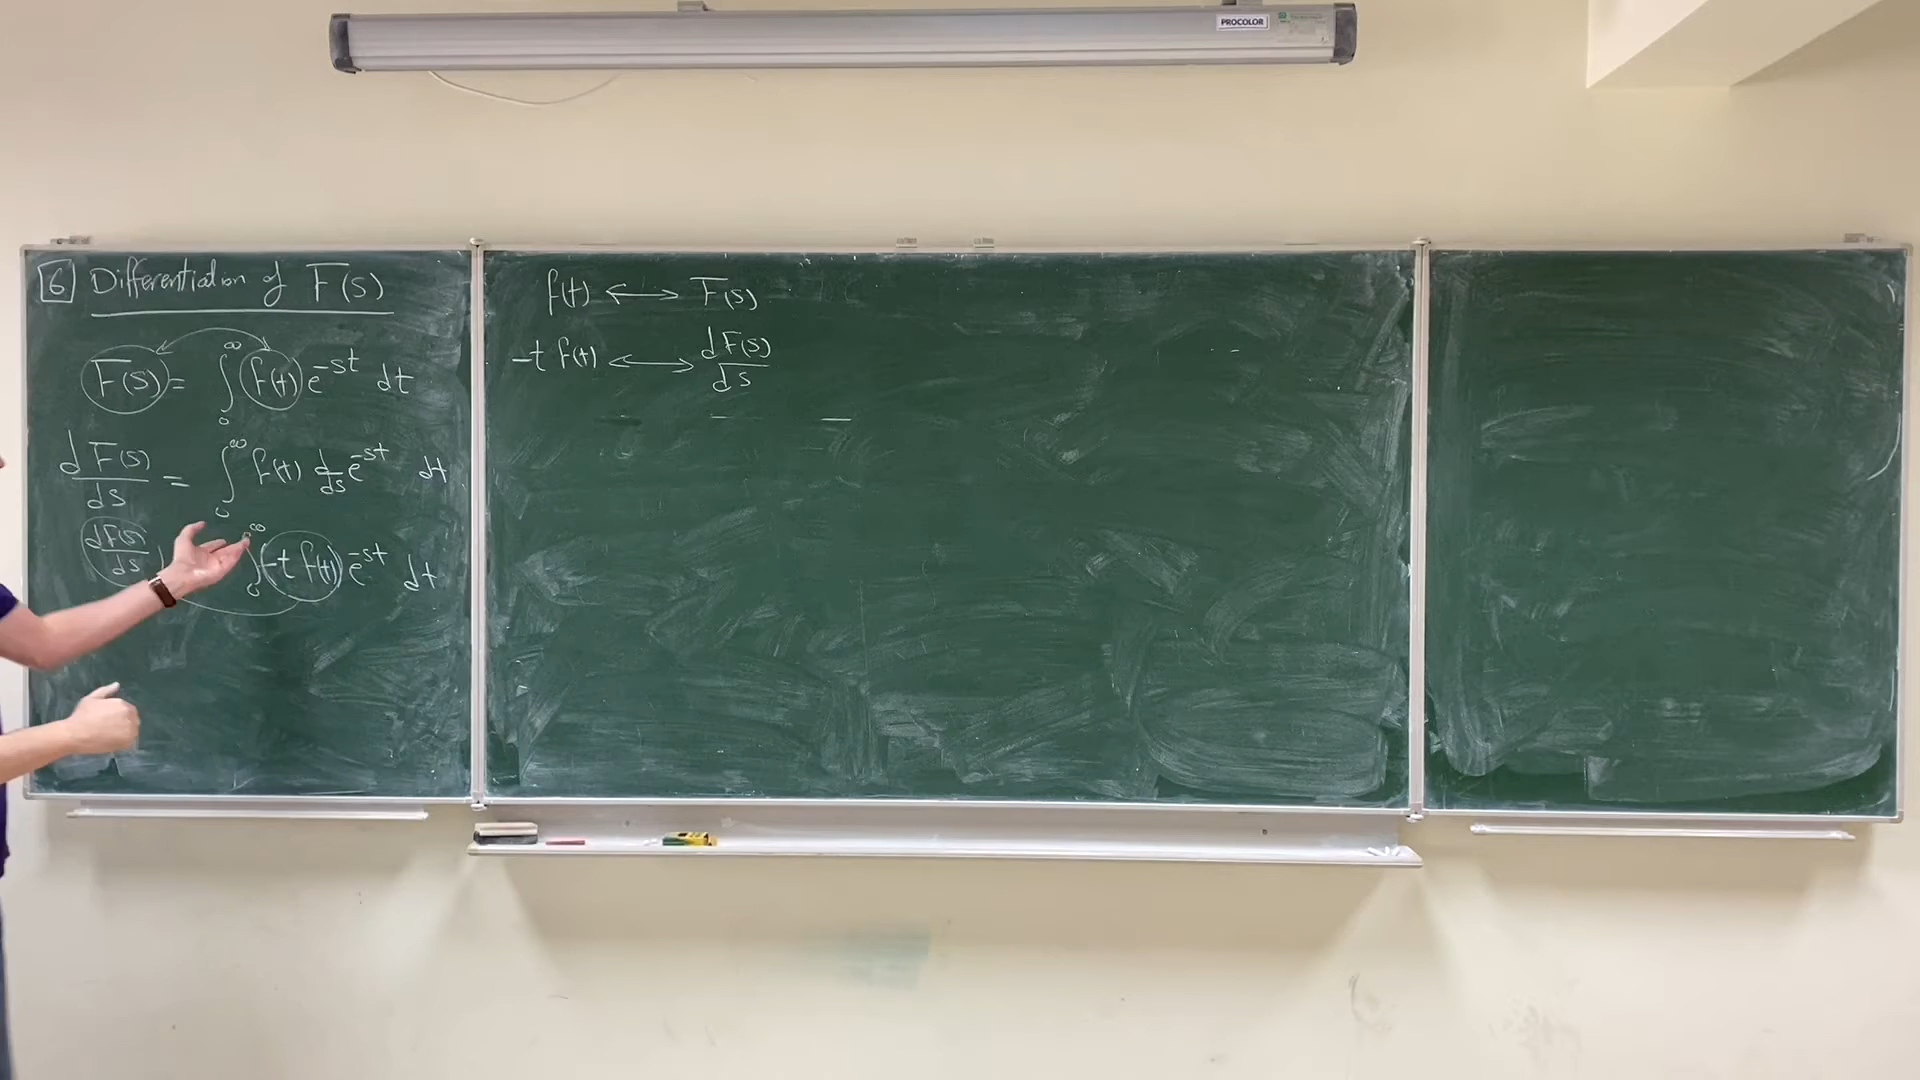 PROCOLOR
6 Differentiation of F(s)
F(s) = ∫₀^∞ f(t) e^{-st} dt
dF(s)/ds = ∫₀^∞ f(t) d/ds e^{-st} dt
dF(s)/ds ∫₀^∞ (-t f(t)) e^{-st} dt
f(t) ⟷ F(s)
-t f(t) ⟷ dF(s)/ds